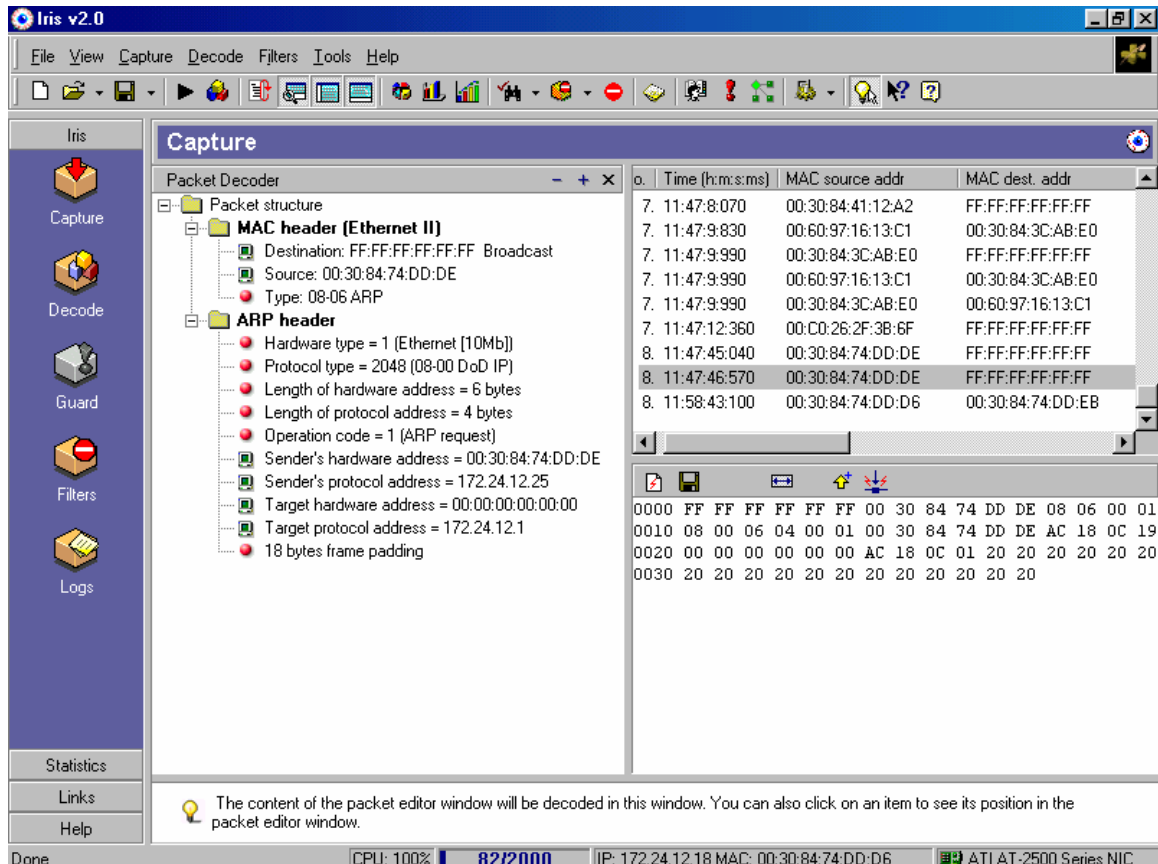 Iris v2.0
File View Capture Decode Filters Tools Help
Iris
Capture
Decode
Guard
Filters
Logs
Statistics
Links
Help
Capture
Packet Decoder
Packet structure
MAC header (Ethernet II)
Destination: FF:FF:FF:FF:FF:FF Broadcast
Source: 00:30:84:74:DD:DE
Type: 08-06 ARP
ARP header
Hardware type = 1 (Ethernet [10Mb])
Protocol type = 2048 (08-00 DoD IP)
Length of hardware address = 6 bytes
Length of protocol address = 4 bytes
Operation code = 1 (ARP request)
Sender's hardware address = 00:30:84:74:DD:DE
Sender's protocol address = 172.24.12.25
Target hardware address = 00:00:00:00:00:00
Target protocol address = 172.24.12.1
18 bytes frame padding
o. Time (h:m:s:ms) MAC source addr MAC dest. addr
7. 11:47:8:070 00:30:84:41:12:A2 FF:FF:FF:FF:FF:FF
7. 11:47:9:830 00:60:97:16:13:C1 00:30:84:3C:AB:E0
7. 11:47:9:990 00:30:84:3C:AB:E0 FF:FF:FF:FF:FF:FF
7. 11:47:9:990 00:60:97:16:13:C1 00:30:84:3C:AB:E0
7. 11:47:9:990 00:30:84:3C:AB:E0 00:60:97:16:13:C1
7. 11:47:12:360 00:C0:26:2F:3B:6F FF:FF:FF:FF:FF:FF
8. 11:47:45:040 00:30:84:74:DD:DE FF:FF:FF:FF:FF:FF
8. 11:47:46:570 00:30:84:74:DD:DE FF:FF:FF:FF:FF:FF
8. 11:58:43:100 00:30:84:74:DD:D6 00:30:84:74:DD:EB
0000 FF FF FF FF FF FF 00 30 84 74 DD DE 08 06 00 01
0010 08 00 06 04 00 01 00 30 84 74 DD DE AC 18 0C 19
0020 00 00 00 00 00 00 AC 18 0C 01 20 20 20 20 20 20
0030 20 20 20 20 20 20 20 20 20 20 20 20
The content of the packet editor window will be decoded in this window. You can also click on an item to see its position in the
packet editor window.
Done CPU: 100% 82/2000 IP: 172.24.12.18 MAC: 00:30:84:74:DD:D6 ATI AT-2500 Series NIC